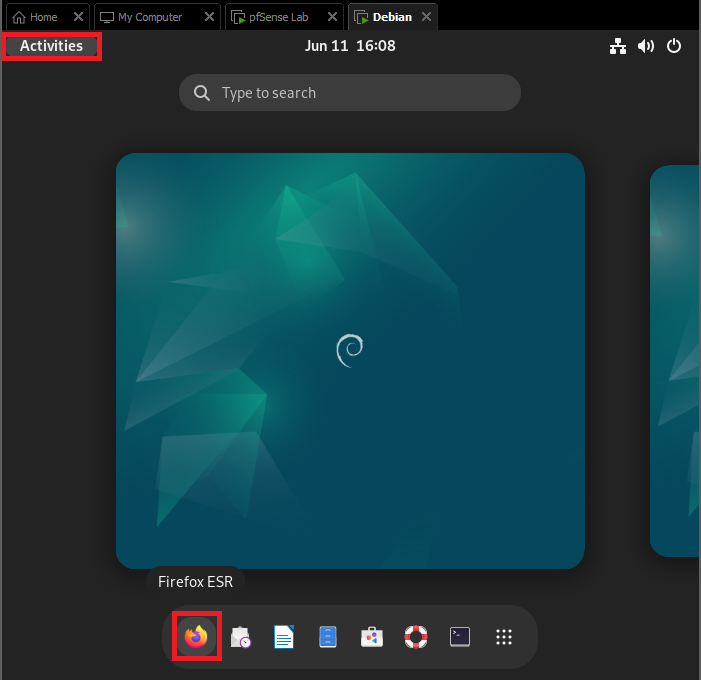 Home
My Computer
pfSense Lab
Debian
Activities
Jun 11 16:08
Type to search
Firefox ESR